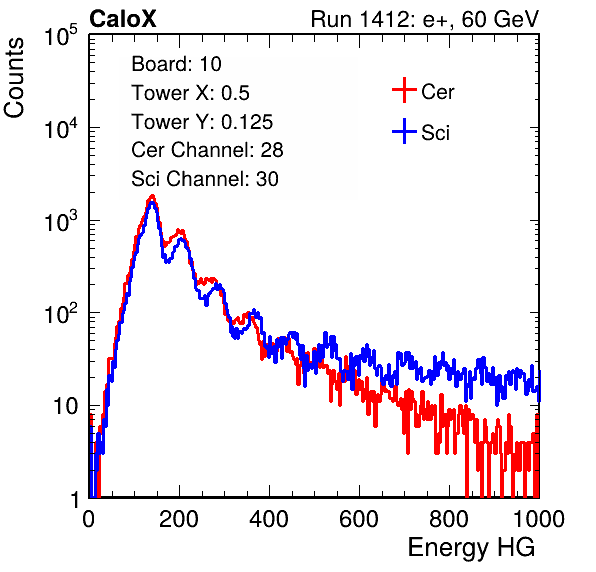 CaloX Run 1412: e+, 60 GeV
Counts
10^5
10^4
10^3
10^2
10
1
Board: 10
Tower X: 0.5
Tower Y: 0.125
Cer Channel: 28
Sci Channel: 30
Cer
Sci
0 200 400 600 800 1000
Energy HG